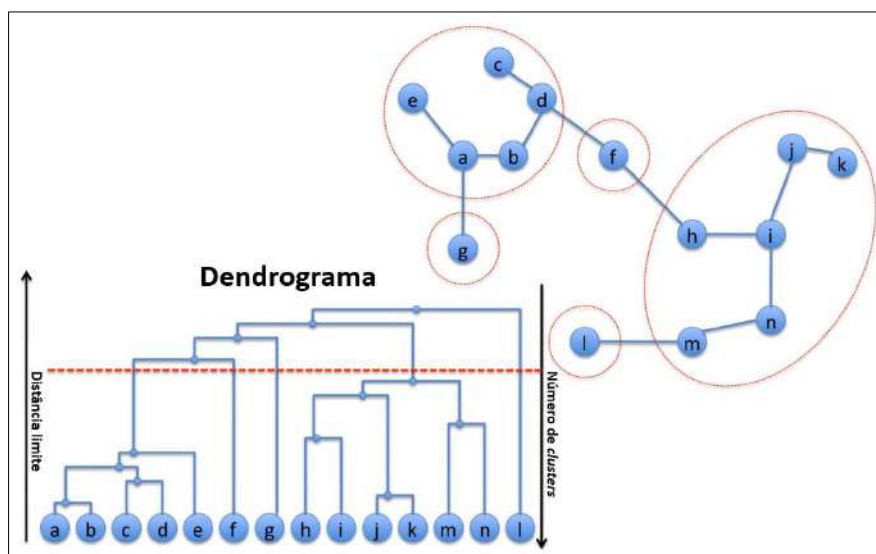 c
e
d
a
b
f
j
k
g
h
i
l
m
n
Dendrograma
Distância limite
Número de clusters
a b c d e f g h i j k m n l